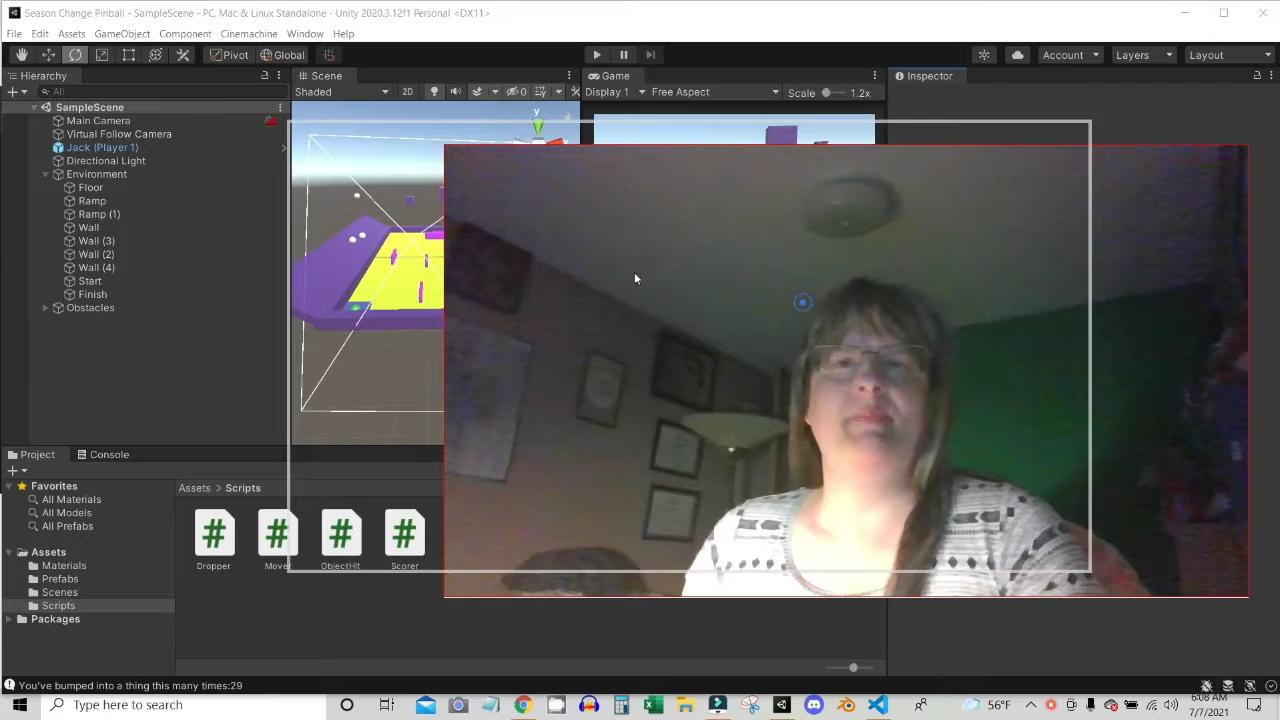 Season Change Pinball - SampleScene - PC, Mac & Linux Standalone - Unity 2020.3.12f1 Personal <DX11>
File Edit Assets GameObject Component Cinemachine Window Help
Pivot Global Account Layers Layout
Hierarchy Scene Game Inspector
All Shaded 2D 0 Display 1 Free Aspect Scale 1.2x
SampleScene
y
Main Camera
Virtual Follow Camera
Jack (Player 1)
Directional Light
Environment
Floor
Ramp
Ramp (1)
Wall
Wall (3)
Wall (2)
Wall (4)
Start
Finish
Obstacles
Project Console
Favorites
Assets > Scripts
All Materials
All Models
All Prefabs
Assets
Materials
Dropper Mover ObjectHit Scorer
Prefabs
Scenes
Scripts
Packages
You've bumped into a thing this many times:29
Type here to search
56°F
6:08 AM
7/7/2021